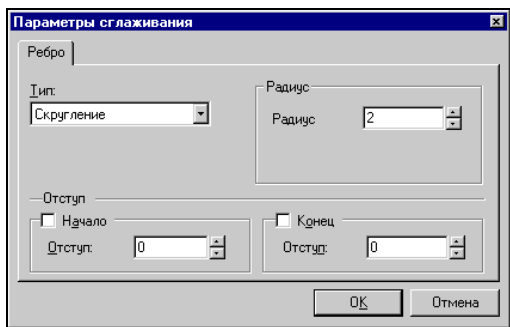 Параметры сглаживания
Ребро
Тип:
Скругление
Радиус
Радиус 2
Отступ
Начало
Отступ: 0
Конец
Отступ: 0
OK Отмена